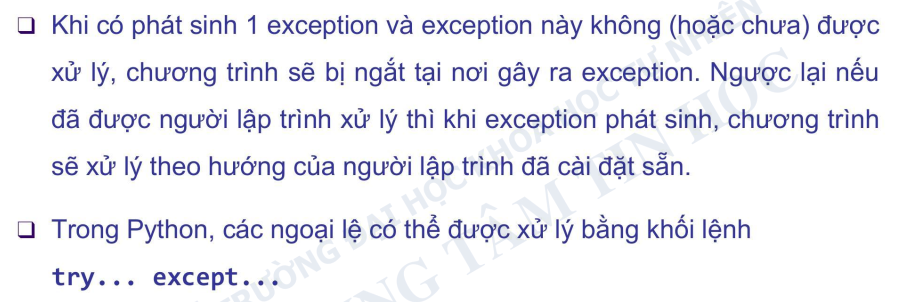 ❑ Khi có phát sinh 1 exception và exception này không (hoặc chưa) được
xử lý, chương trình sẽ bị ngắt tại nơi gây ra exception. Ngược lại nếu
đã được người lập trình xử lý thì khi exception phát sinh, chương trình
sẽ xử lý theo hướng của người lập trình đã cài đặt sẵn.
❑ Trong Python, các ngoại lệ có thể được xử lý bằng khối lệnh
try... except...
TRƯỜNG ĐẠI HỌC KHOA HỌC TỰ NHIÊN
TÂM TIN HỌC